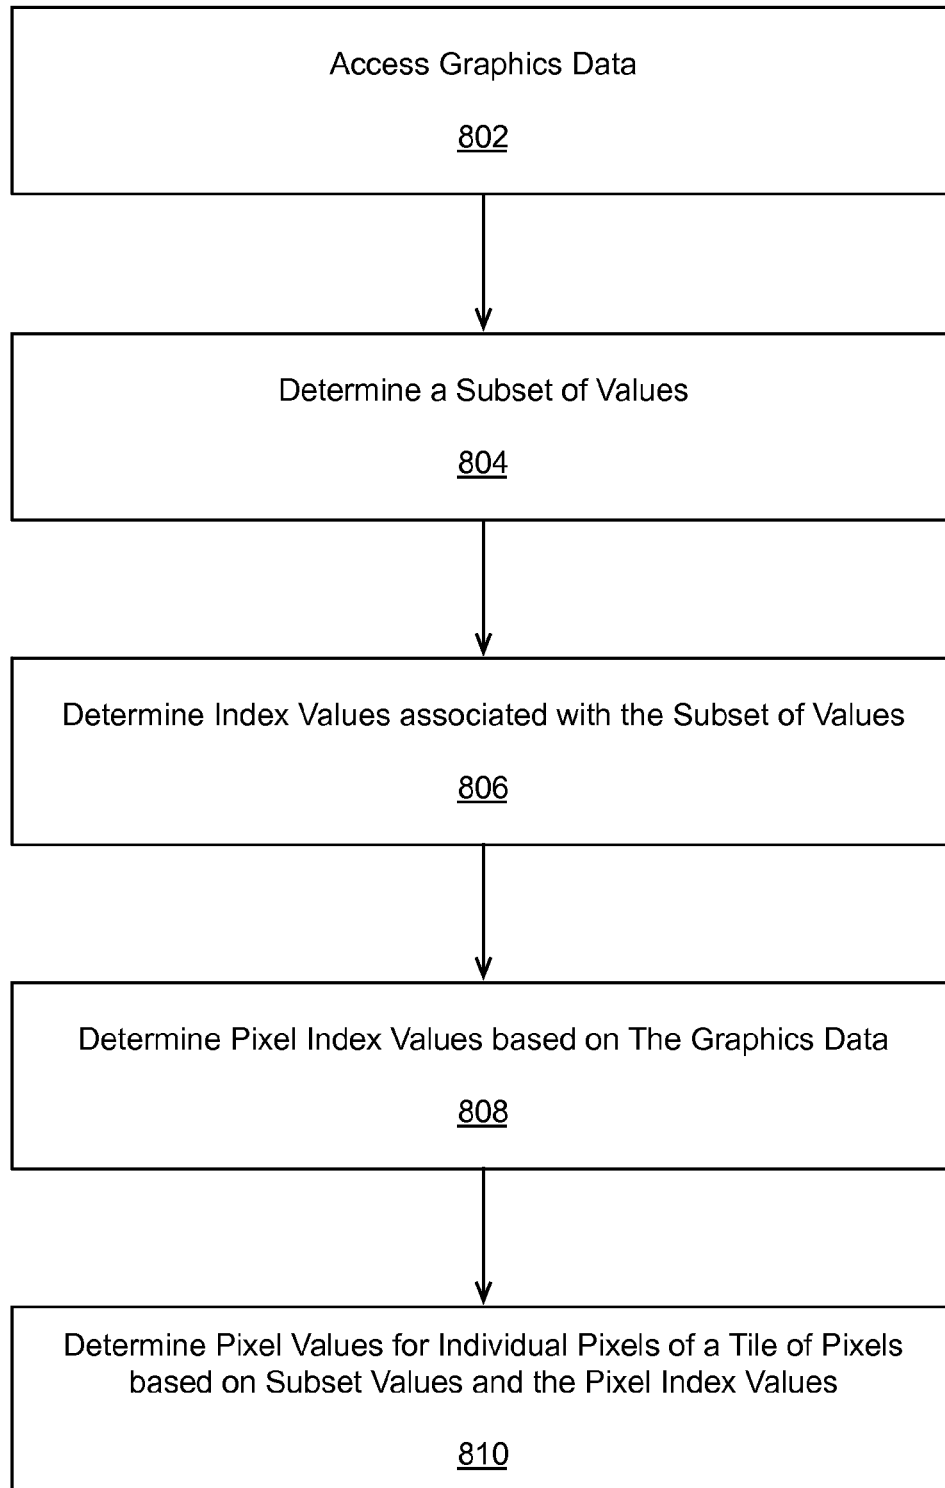 Access Graphics Data
802
Determine a Subset of Values
804
Determine Index Values associated with the Subset of Values
806
Determine Pixel Index Values based on The Graphics Data
808
Determine Pixel Values for Individual Pixels of a Tile of Pixels
based on Subset Values and the Pixel Index Values
810